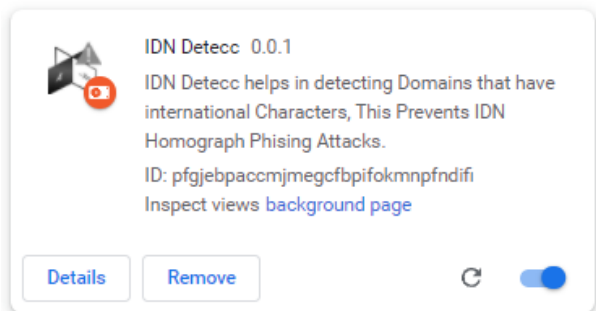 IDN Detecc 0.0.1
IDN Detecc helps in detecting Domains that have
international Characters, This Prevents IDN
Homograph Phising Attacks.
ID: pfgjebpaccmjmegcfbpifokmnpfndifi
Inspect views background page
Details Remove